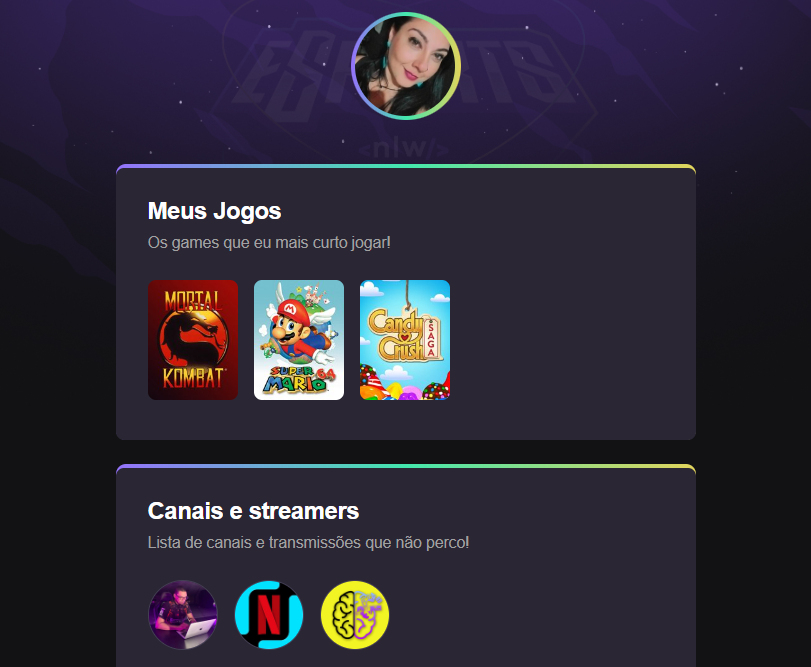 ESPORTS
<nlw/>
Meus Jogos
Os games que eu mais curto jogar!
MORTAL
KOMBAT
SUPER
MARIO 64
Candy
Crush
SAGA
Canais e streamers
Lista de canais e transmissões que não perco!
N